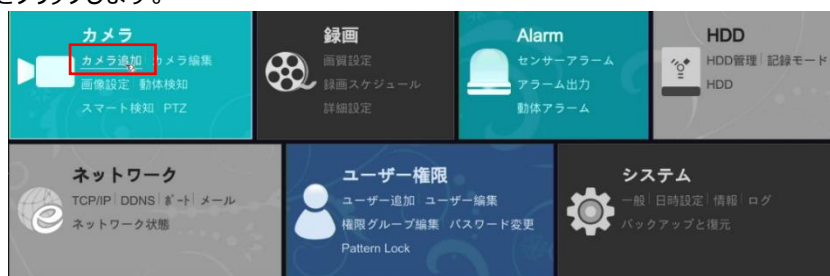 をクリックします。
カメラ
カメラ追加 カメラ編集
画像設定 動体検知
スマート検知 PTZ
録画
画質設定
録画スケジュール
詳細設定
Alarm
センサーアラーム
アラーム出力
動体アラーム
HDD
HDD管理 記録モード
HDD
ネットワーク
TCP/IP DDNS ポート メール
ネットワーク状態
ユーザー権限
ユーザー追加 ユーザー編集
権限グループ編集 パスワード変更
Pattern Lock
システム
一般 日時設定 情報 ログ
バックアップと復元